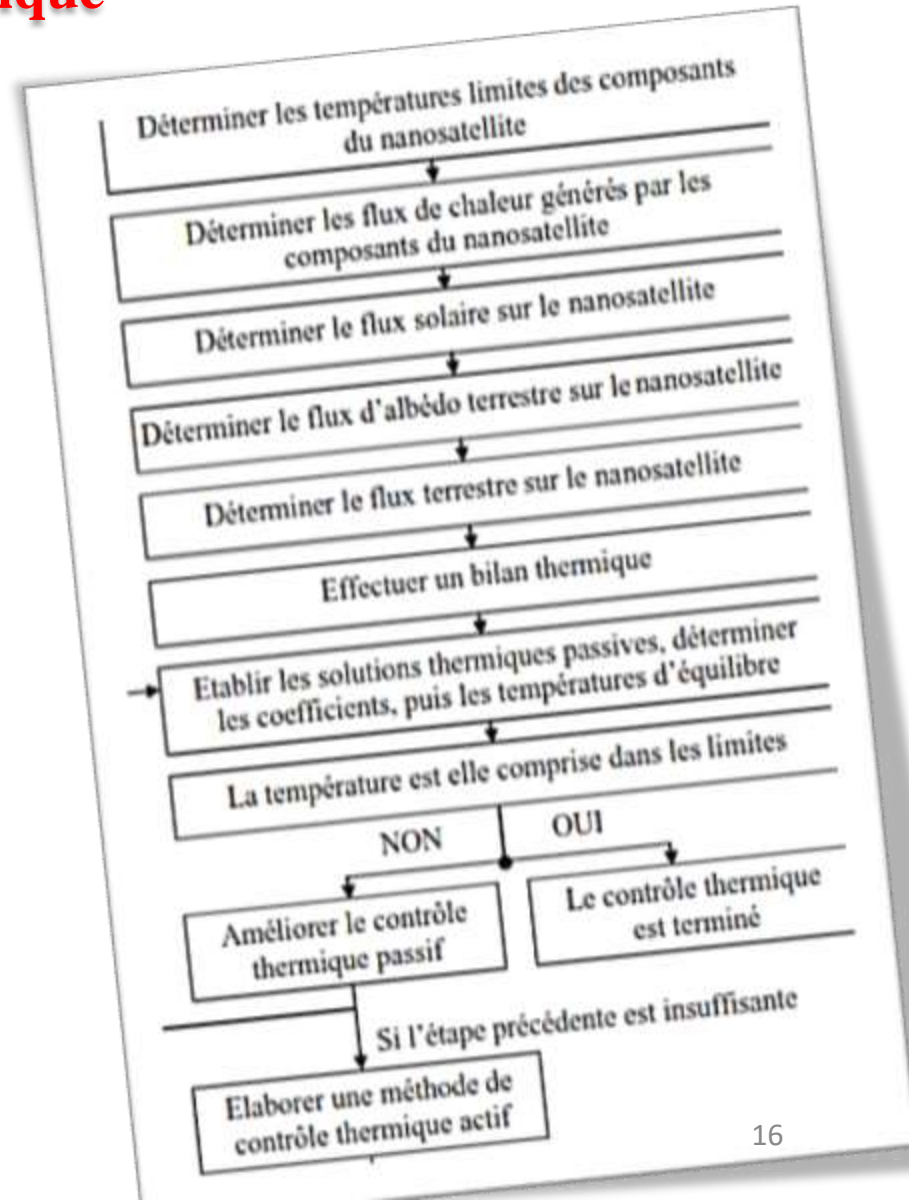 Déterminer les températures limites des composants
du nanosatellite
Déterminer les flux de chaleur générés par les
composants du nanosatellite
Déterminer le flux solaire sur le nanosatellite
Déterminer le flux d'albédo terrestre sur le nanosatellite
Déterminer le flux terrestre sur le nanosatellite
Effectuer un bilan thermique
Etablir les solutions thermiques passives, déterminer
les coefficients, puis les températures d'équilibre
La température est elle comprise dans les limites
NON
OUI
Améliorer le contrôle
thermique passif
Le contrôle thermique
est terminé
Si l'étape précédente est insuffisante
Elaborer une méthode de
contrôle thermique actif
16